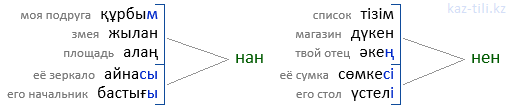 kaz-tili.kz
моя подруга құрбым
змея жылан
площадь алаң
её зеркало айнасы
его начальник бастығы
нан
список тізім
магазин дүкен
твой отец әкең
её сумка сөмкесі
его стол үстелі
нен